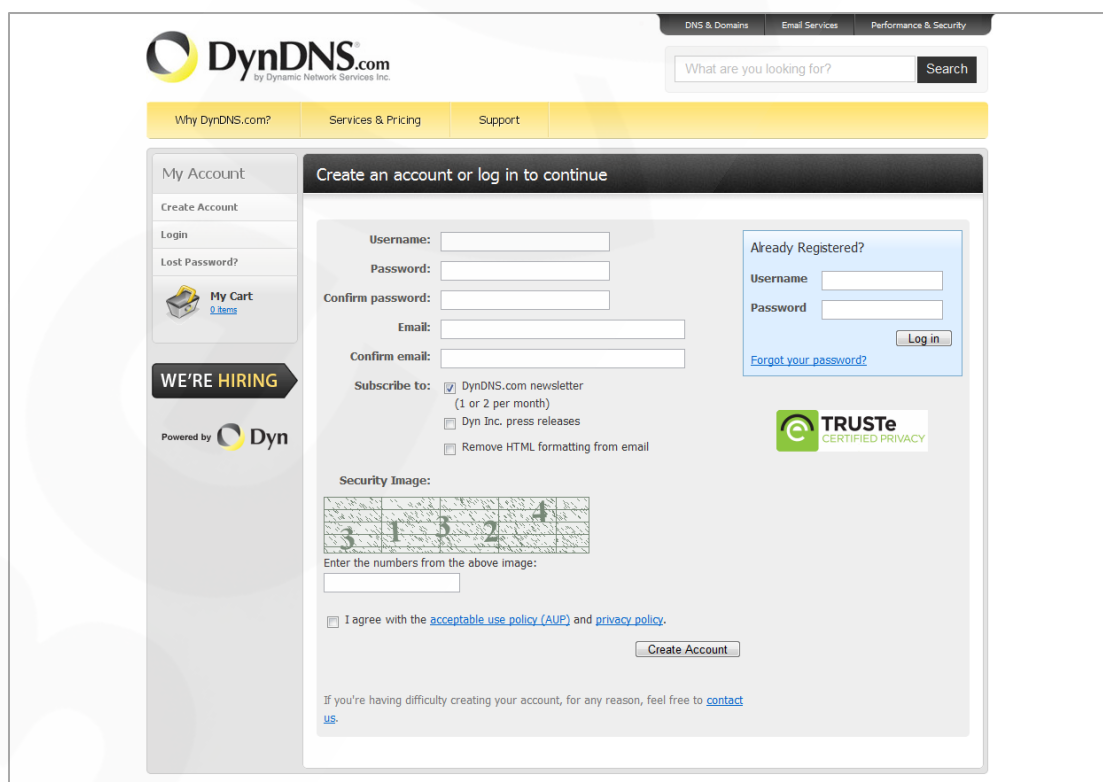 DNS & Domains Email Services Performance & Security
DynDNS.com
by Dynamic Network Services Inc.
What are you looking for? Search
Why DynDNS.com? Services & Pricing Support
My Account
Create Account
Login
Lost Password?
My Cart
0 items
WE'RE HIRING
Powered by Dyn
Create an account or log in to continue
Username:
Password:
Confirm password:
Email:
Confirm email:
Subscribe to: DynDNS.com newsletter
(1 or 2 per month)
Dyn Inc. press releases
Remove HTML formatting from email
Security Image:
3 1 3 2 4
Enter the numbers from the above image:
I agree with the acceptable use policy (AUP) and privacy policy.
Create Account
If you're having difficulty creating your account, for any reason, feel free to contact
us.
Already Registered?
Username
Password
Log in
Forgot your password?
TRUSTe
CERTIFIED PRIVACY